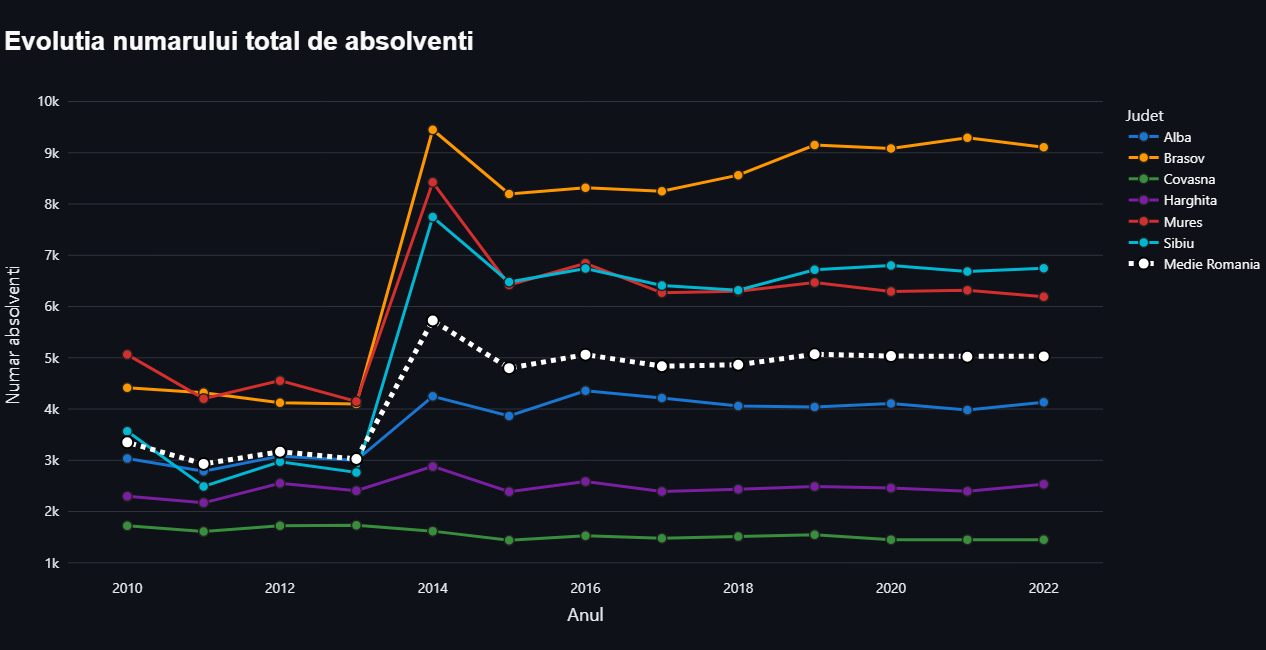 Evolutia numarului total de absolventi
10k
9k
8k
7k
6k
5k
4k
3k
2k
1k
Numar absolventi
2010
2012
2014
2016
2018
2020
2022
Anul
Judet
Alba
Brasov
Covasna
Harghita
Mures
Sibiu
Medie Romania